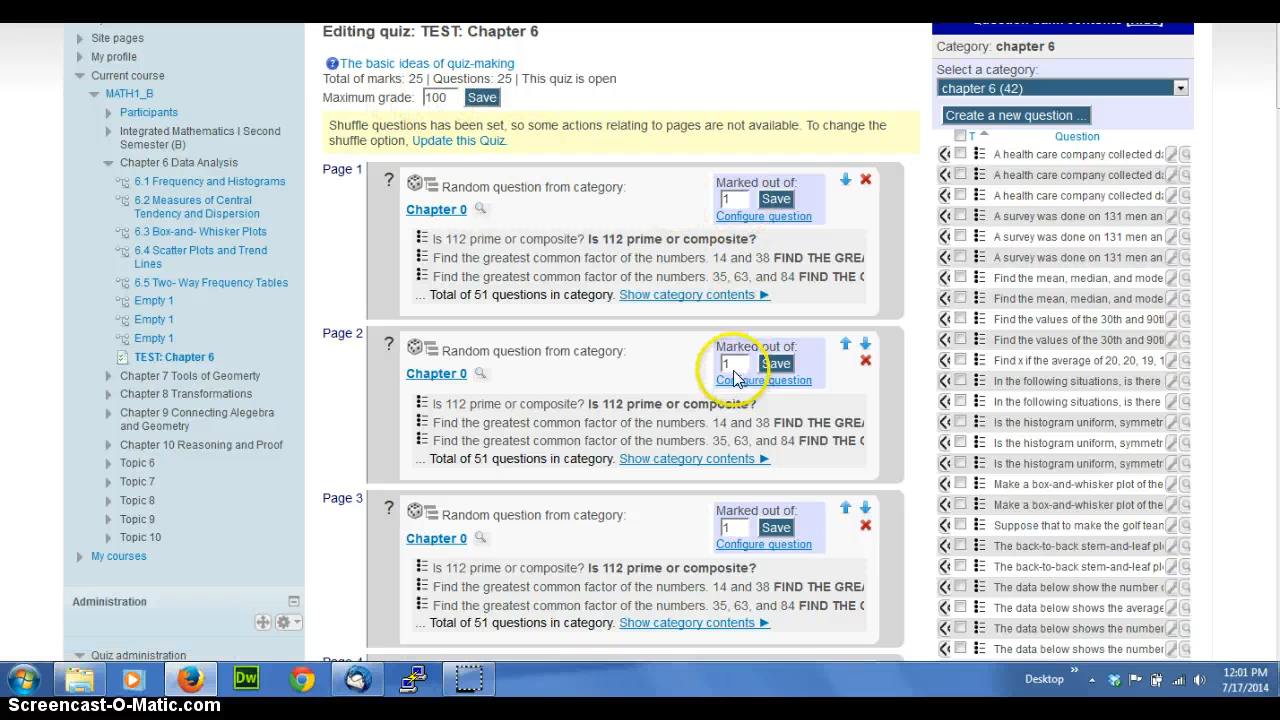 Site pages
My profile
Current course
MATH1_B
Participants
Integrated Mathematics I Second
Semester (B)
Chapter 6 Data Analysis
6.1 Frequency and Histograms
6.2 Measures of Central
Tendency and Dispersion
6.3 Box-and- Whisker Plots
6.4 Scatter Plots and Trend
Lines
6.5 Two- Way Frequency Tables
Empty 1
Empty 1
Empty 1
TEST: Chapter 6
Chapter 7 Tools of Geometry
Chapter 8 Transformations
Chapter 9 Connecting Alegebra
and Geometry
Chapter 10 Reasoning and Proof
Topic 6
Topic 7
Topic 8
Topic 9
Topic 10
My courses
Administration
Quiz administration
Editing quiz: TEST: Chapter 6
?The basic ideas of quiz-making
Total of marks: 25 | Questions: 25 | This quiz is open
Maximum grade: 100 Save
Shuffle questions has been set, so some actions relating to pages are not available. To change the
shuffle option, Update this Quiz.
Page 1
? Random question from category:
Chapter 0
Marked out of:
1 Save
Configure question
Is 112 prime or composite? Is 112 prime or composite?
Find the greatest common factor of the numbers. 14 and 38 FIND THE GREA
Find the greatest common factor of the numbers. 35, 63, and 84 FIND THE G
... Total of 51 questions in category. Show category contents ►
Page 2
? Random question from category:
Chapter 0
Marked out of:
1 Save
Configure question
Is 112 prime or composite? Is 112 prime or composite?
Find the greatest common factor of the numbers. 14 and 38 FIND THE GREA
Find the greatest common factor of the numbers. 35, 63, and 84 FIND THE G
... Total of 51 questions in category. Show category contents ►
Page 3
? Random question from category:
Chapter 0
Marked out of:
1 Save
Configure question
Is 112 prime or composite? Is 112 prime or composite?
Find the greatest common factor of the numbers. 14 and 38 FIND THE GREA
Find the greatest common factor of the numbers. 35, 63, and 84 FIND THE G
... Total of 51 questions in category. Show category contents ►
Category: chapter 6
Select a category:
chapter 6 (42)
Create a new question ...
T Question
A health care company collected da
A health care company collected da
A health care company collected da
A survey was done on 131 men an
A survey was done on 131 men an
A survey was done on 131 men an
Find the mean, median, and mode
Find the mean, median, and mode
Find the values of the 30th and 90th
Find the values of the 30th and 90th
Find x if the average of 20, 20, 19, 1
In the following situations, is there
In the following situations, is there
Is the histogram uniform, symmetr
Is the histogram uniform, symmetr
Is the histogram uniform, symmetr
Make a box-and-whisker plot of the
Make a box-and-whisker plot of the
Suppose that to make the golf tean
The back-to-back stem-and-leaf pl
The back-to-back stem-and-leaf pl
The data below show the number o
The data below shows the average
The data below shows the number
The data below shows the number
Dw
Desktop
»
12:01 PM
7/17/2014
Screencast-O-Matic.com